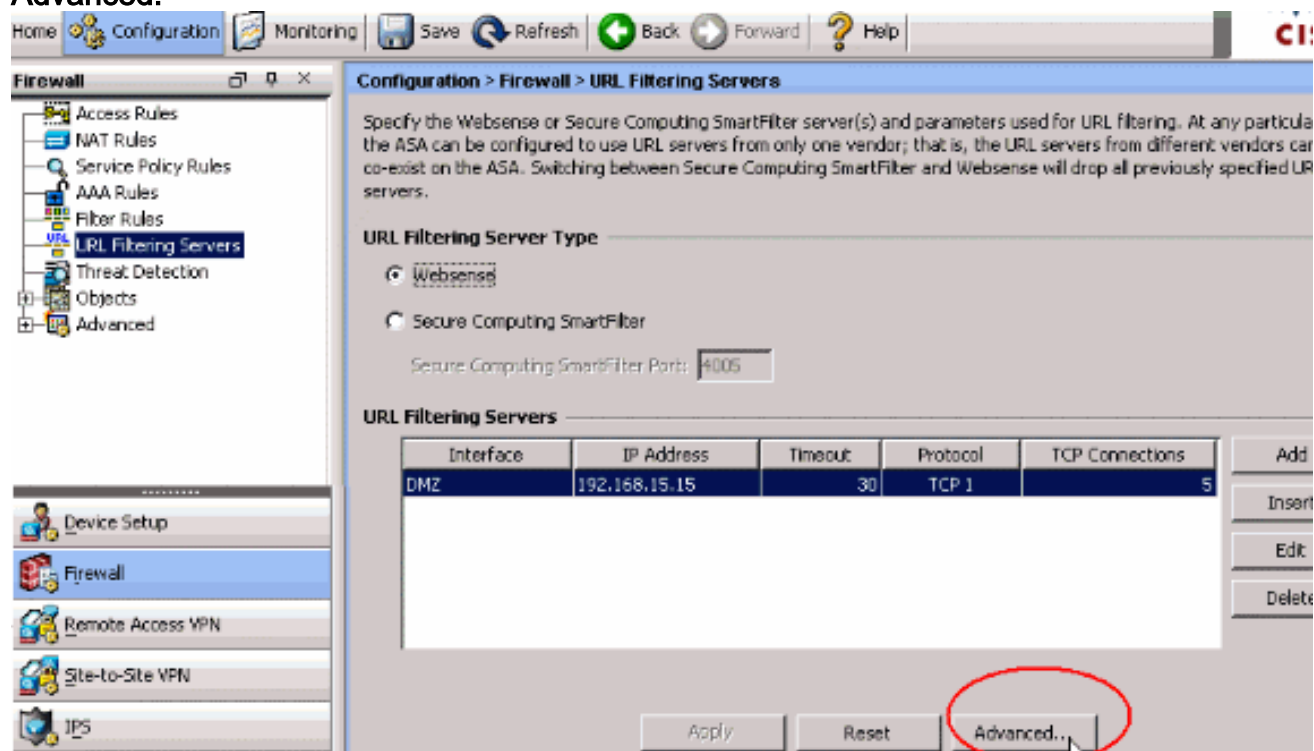 Advanced.
Home Configuration Monitoring Save Refresh Back Forward Help
Firewall
Access Rules
NAT Rules
Service Policy Rules
AAA Rules
Filter Rules
URL Filtering Servers
Threat Detection
Objects
Advanced
Device Setup
Firewall
Remote Access VPN
Site-to-Site VPN
IPS
Configuration > Firewall > URL Filtering Servers
Specify the Websense or Secure Computing SmartFilter server(s) and parameters used for URL filtering. At any particula
the ASA can be configured to use URL servers from only one vendor; that is, the URL servers from different vendors can
co-exist on the ASA. Switching between Secure Computing SmartFilter and Websense will drop all previously specified UR
servers.
URL Filtering Server Type
Websense
Secure Computing SmartFilter
Secure Computing SmartFilter Port: 4005
URL Filtering Servers
Interface IP Address Timeout Protocol TCP Connections
DMZ 192.168.15.15 30 TCP 1 5
Add
Insert
Edit
Delete
Apply Reset Advanced...